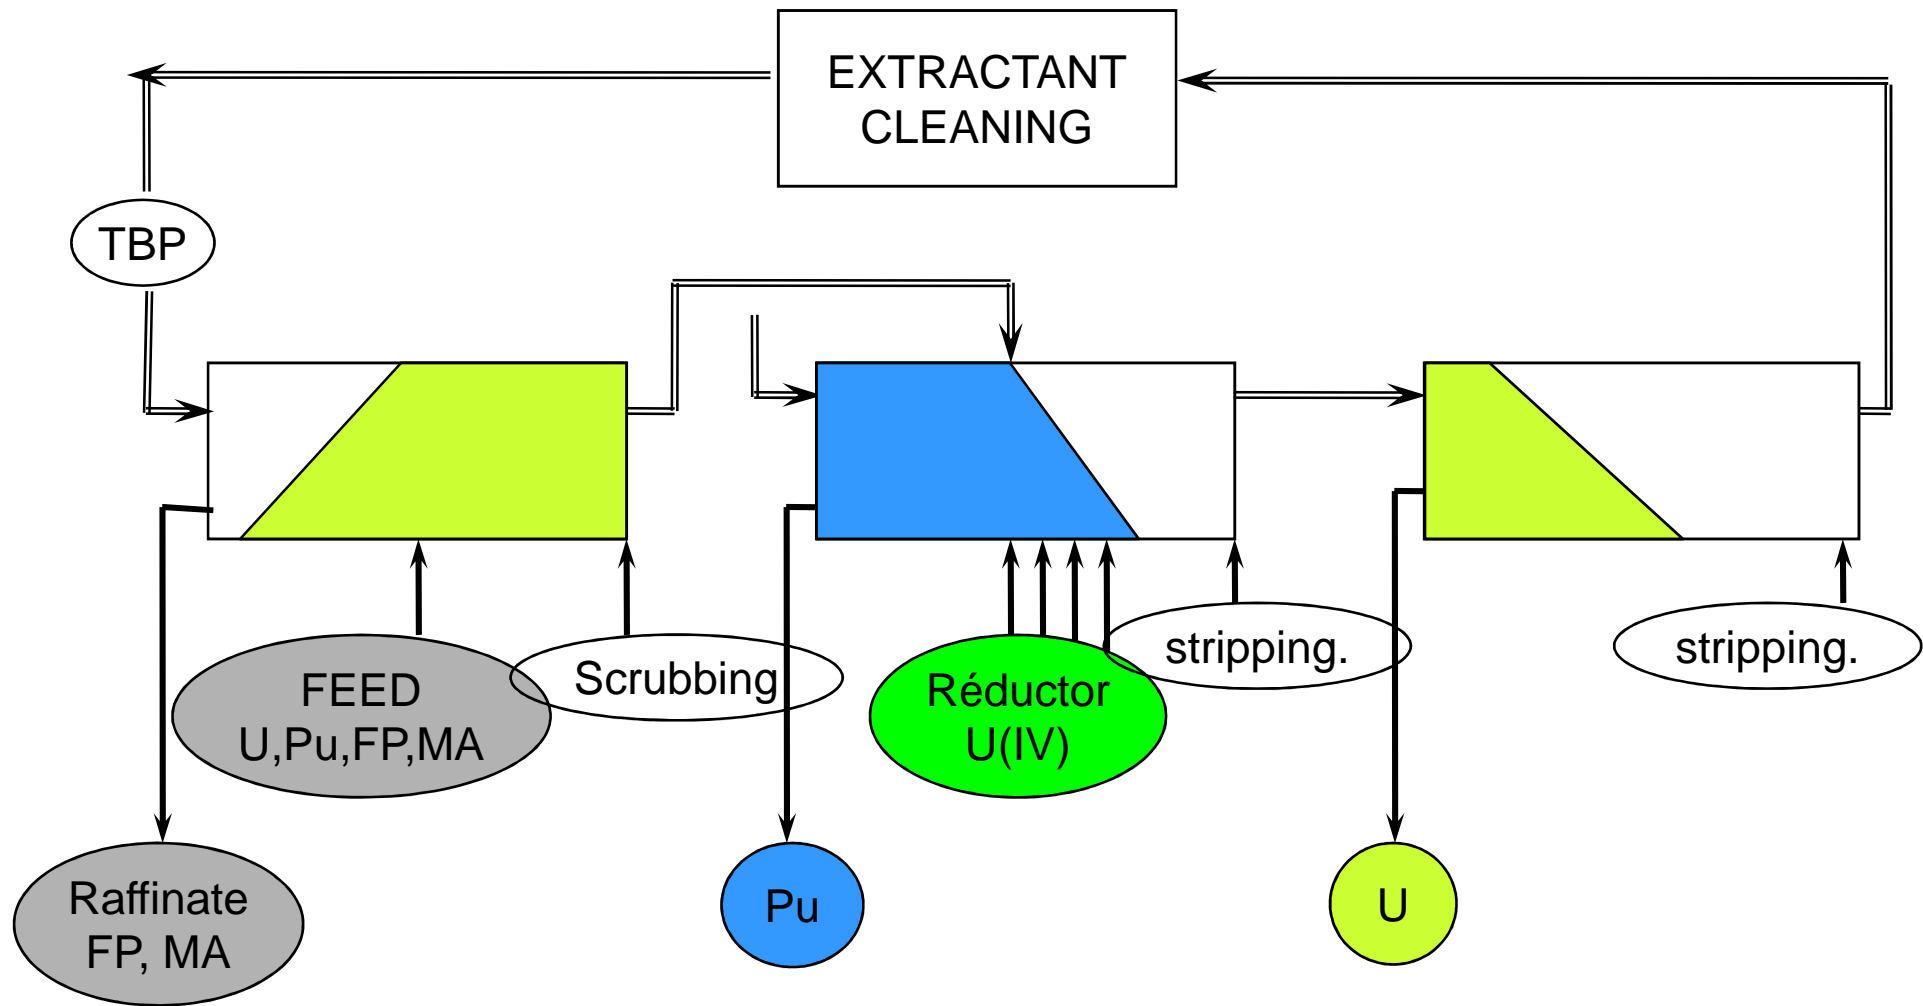 EXTRACTANT
CLEANING
TBP
FEED
U,Pu,FP,MA
Scrubbing
Réductor
U(IV)
stripping.
stripping.
Raffinate
FP, MA
Pu
U